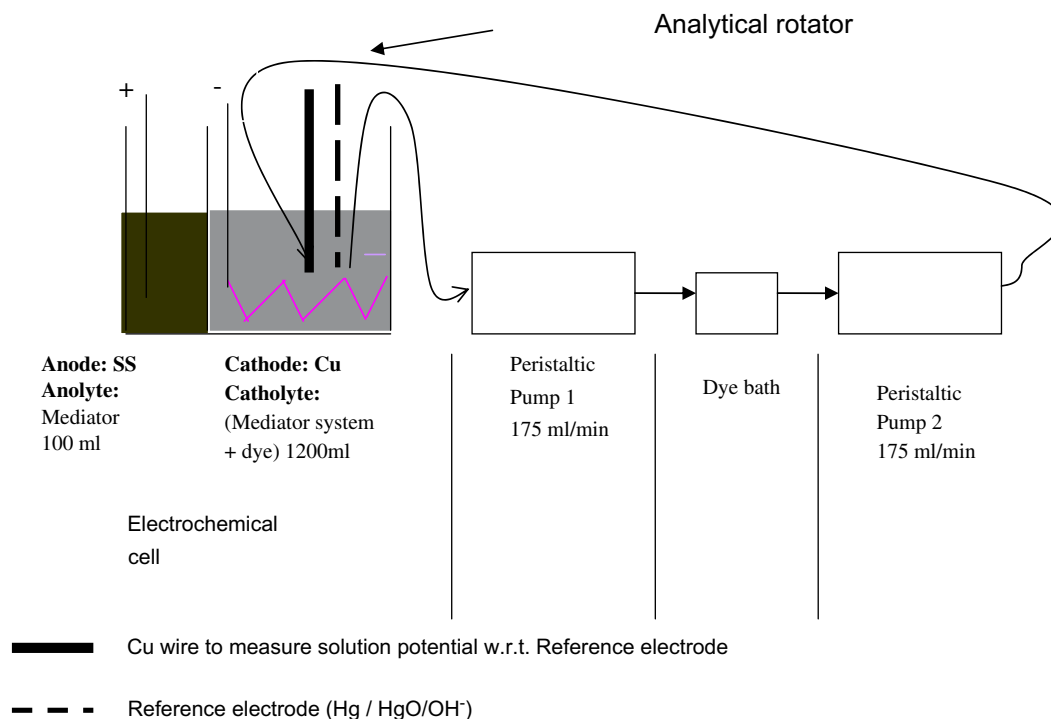 Analytical rotator
+
-
Anode: SS
Anolyte:
Mediator
100 ml
Cathode: Cu
Catholyte:
(Mediator system
+ dye) 1200ml
Peristaltic
Pump 1
175 ml/min
Dye bath
Peristaltic
Pump 2
175 ml/min
Electrochemical
cell
Cu wire to measure solution potential w.r.t. Reference electrode
Reference electrode (Hg / HgO/OH⁻)